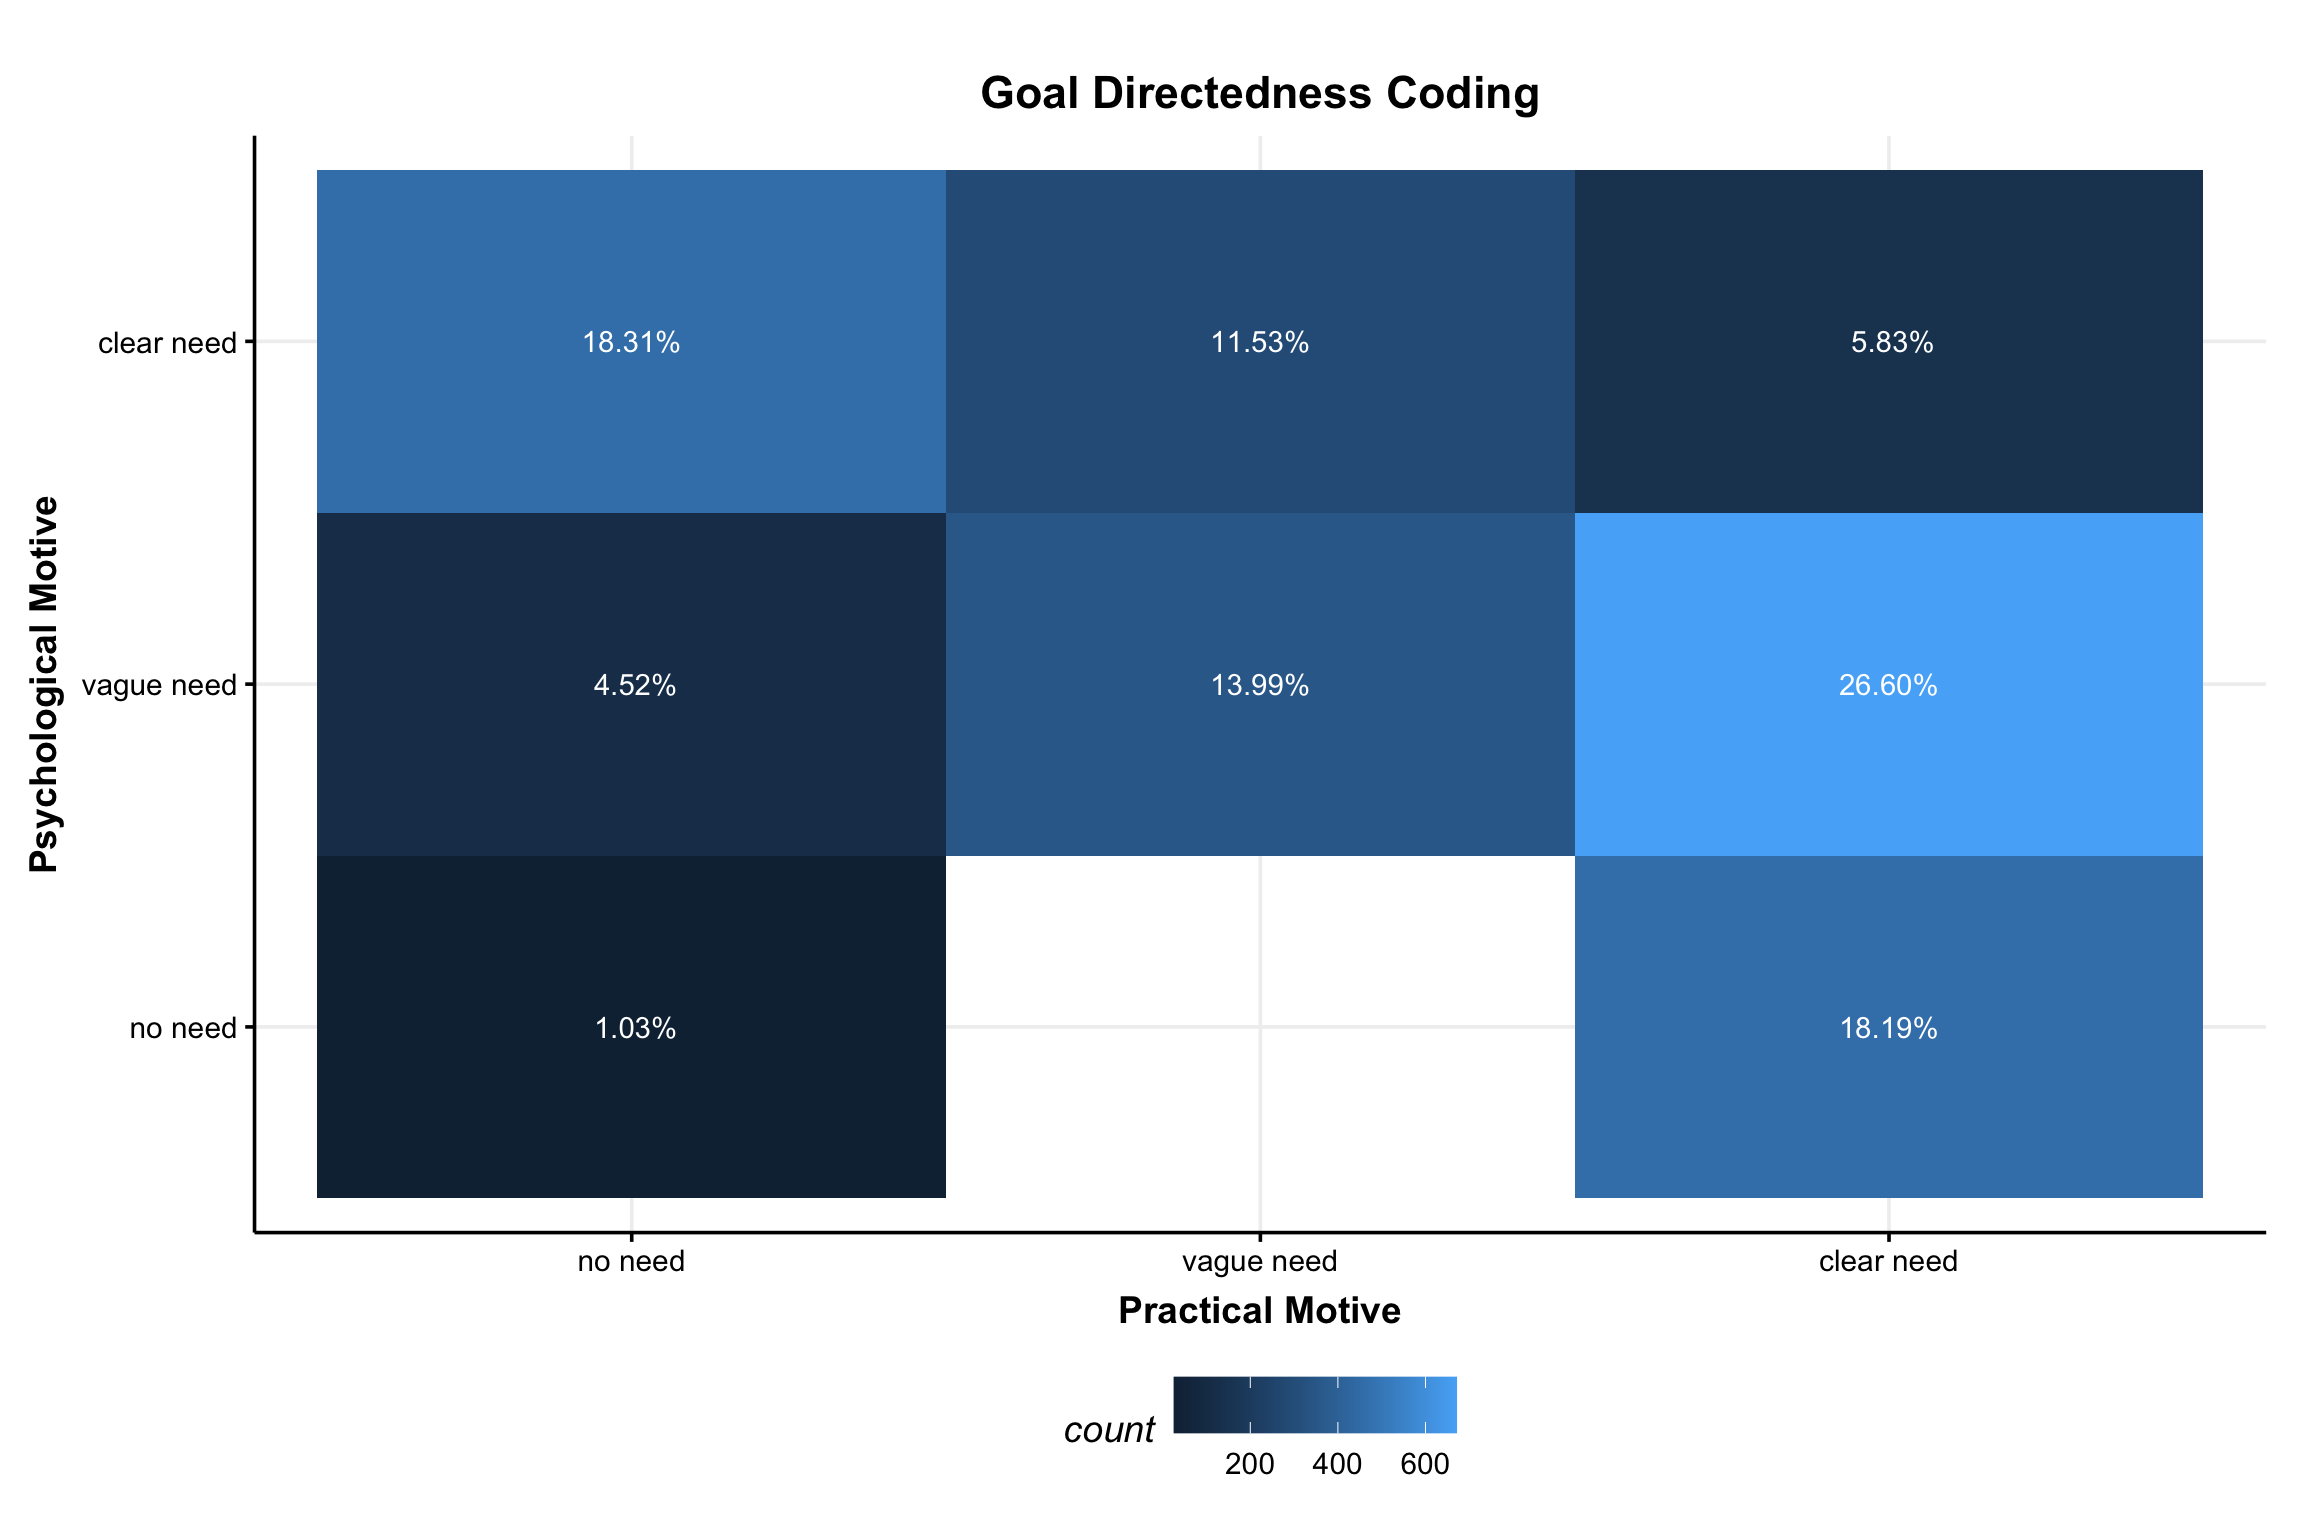 Goal Directedness Coding
Psychological Motive
clear need
18.31%
11.53%
5.83%
vague need
4.52%
13.99%
26.60%
no need
1.03%
18.19%
no need
vague need
clear need
Practical Motive
count
200
400
600